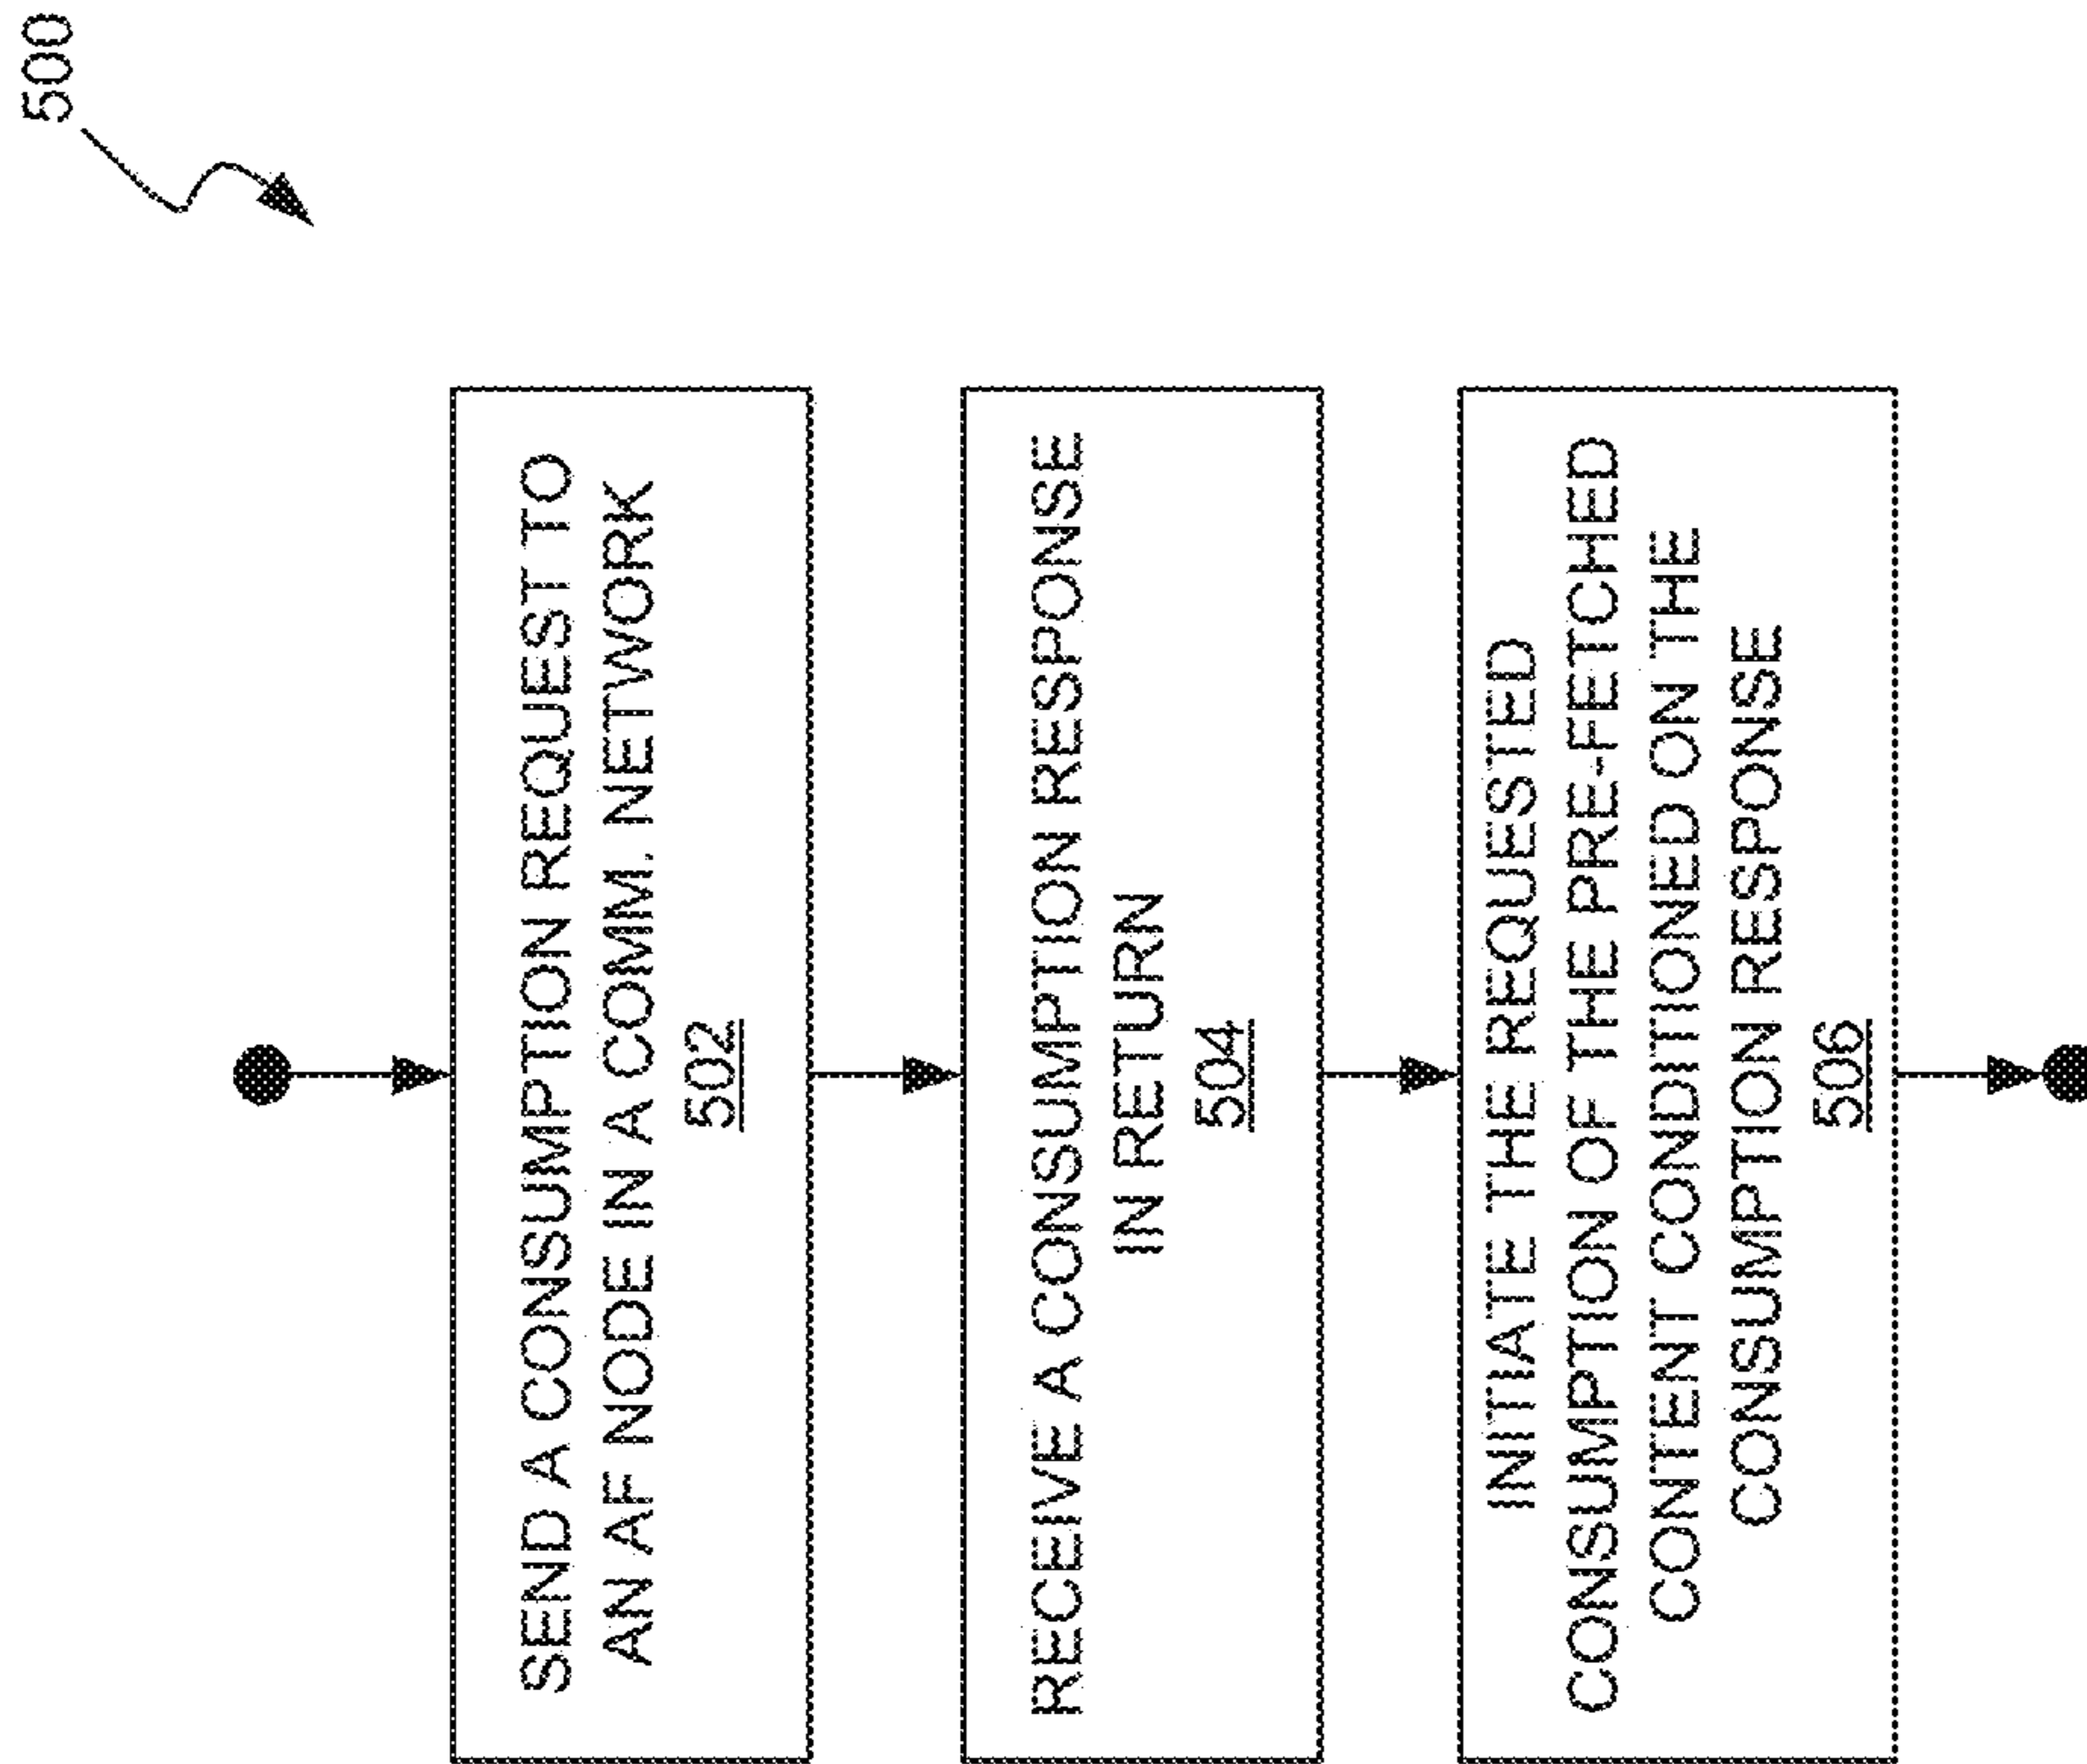 500
SEND A CONSUMPTION REQUEST TO
AN AF NODE IN A COMM. NETWORK
502
RECEIVE A CONSUMPTION RESPONSE
IN RETURN
504
INITIATE THE REQUESTED
CONSUMPTION OF THE PRE-FETCHED
CONTENT CONDITIONED ON THE
CONSUMPTION RESPONSE
506